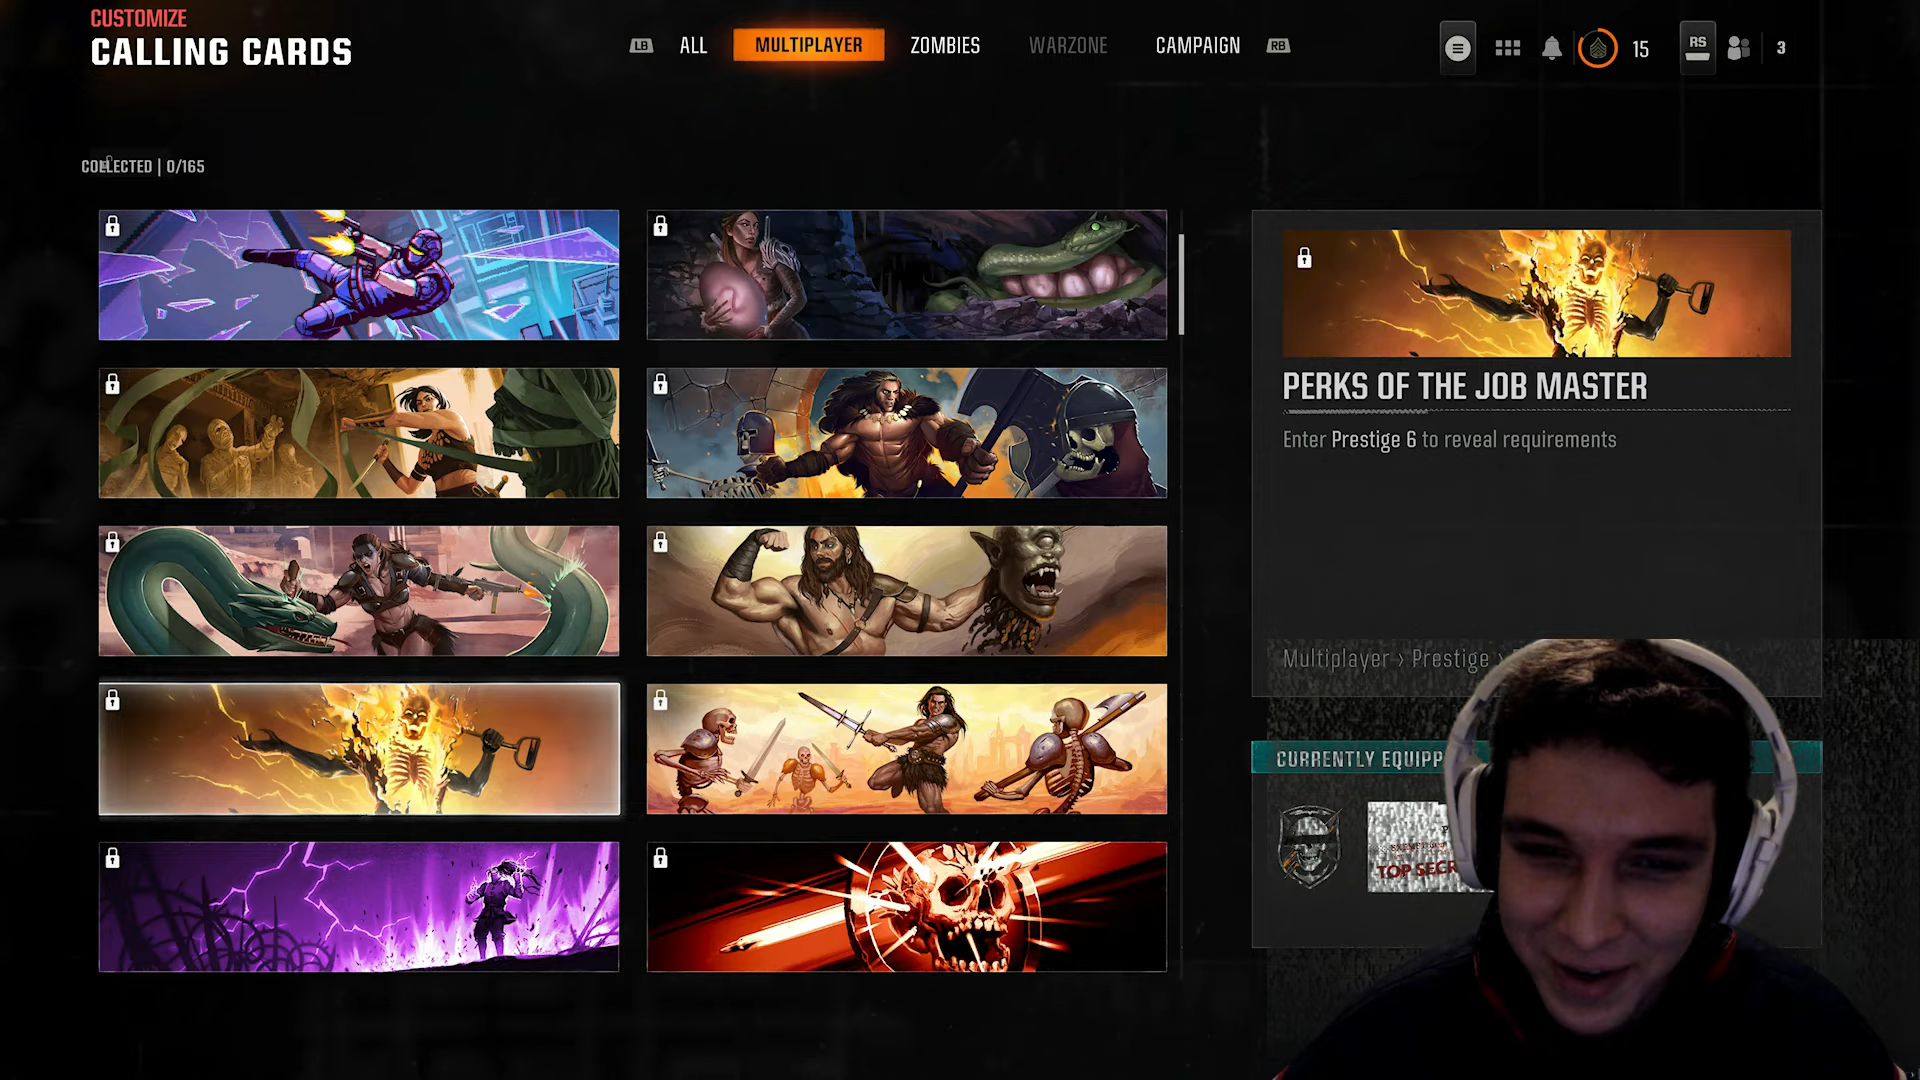 CUSTOMIZE
CALLING CARDS
LB ALL MULTIPLAYER ZOMBIES WARZONE CAMPAIGN RB
15
RS
3
COLLECTED | 0/165
PERKS OF THE JOB MASTER
Enter Prestige 6 to reveal requirements
Multiplayer › Prestige ›
CURRENTLY EQUIPP
TOP SECR